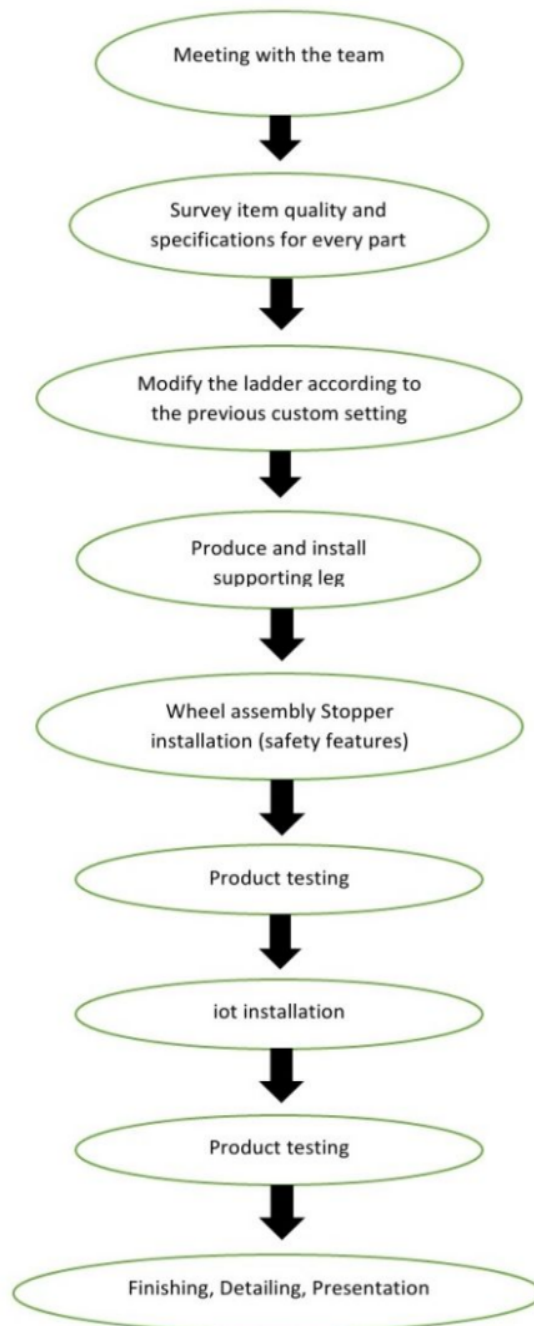 Meeting with the team
Survey item quality and
specifications for every part
Modify the ladder according to
the previous custom setting
Produce and install
supporting leg
Wheel assembly Stopper
installation (safety features)
Product testing
iot installation
Product testing
Finishing, Detailing, Presentation